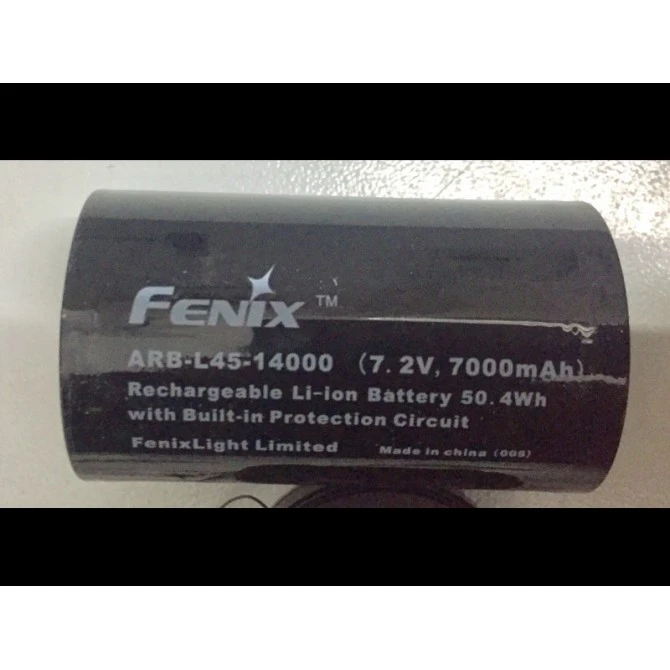 FENIX™
ARB-L45-14000 (7.2V, 7000mAh)
Rechargeable Li-ion Battery 50.4Wh
with Built-in Protection Circuit
FenixLight Limited Made in china (005)